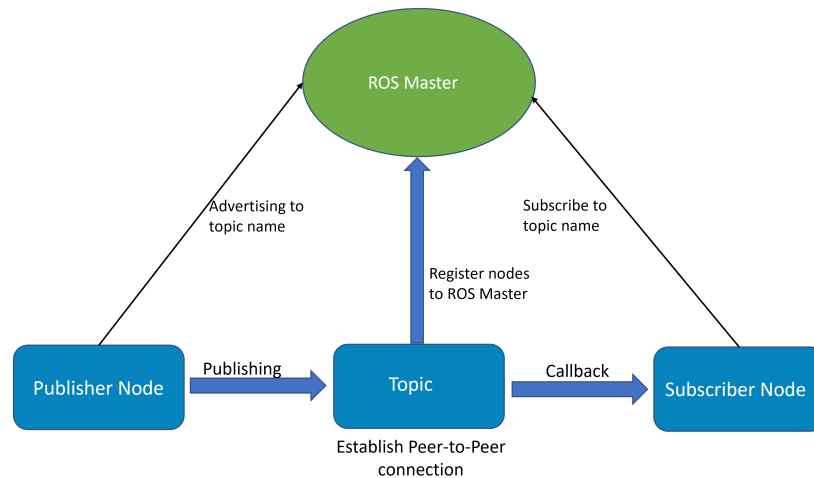 ROS Master
Advertising to
topic name
Subscribe to
topic name
Register nodes
to ROS Master
Publisher Node
Publishing
Topic
Callback
Subscriber Node
Establish Peer-to-Peer
connection